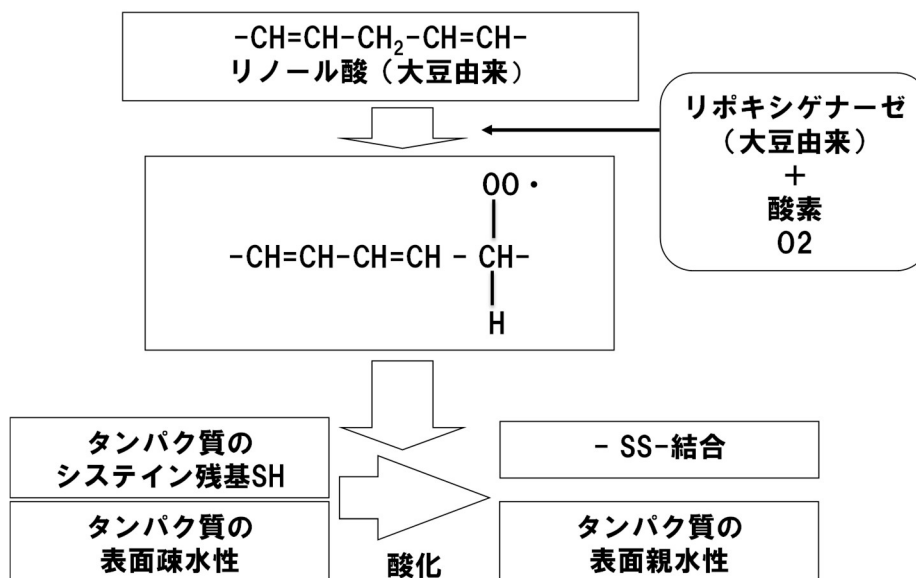 -CH=CH-CH₂-CH=CH-
リノール酸（大豆由来）
リポキシゲナーゼ
（大豆由来）
＋
酸素
O2
OO・
-CH=CH-CH=CH - CH-
H
タンパク質の
システイン残基SH
- SS-結合
タンパク質の
表面疎水性
酸化
タンパク質の
表面親水性